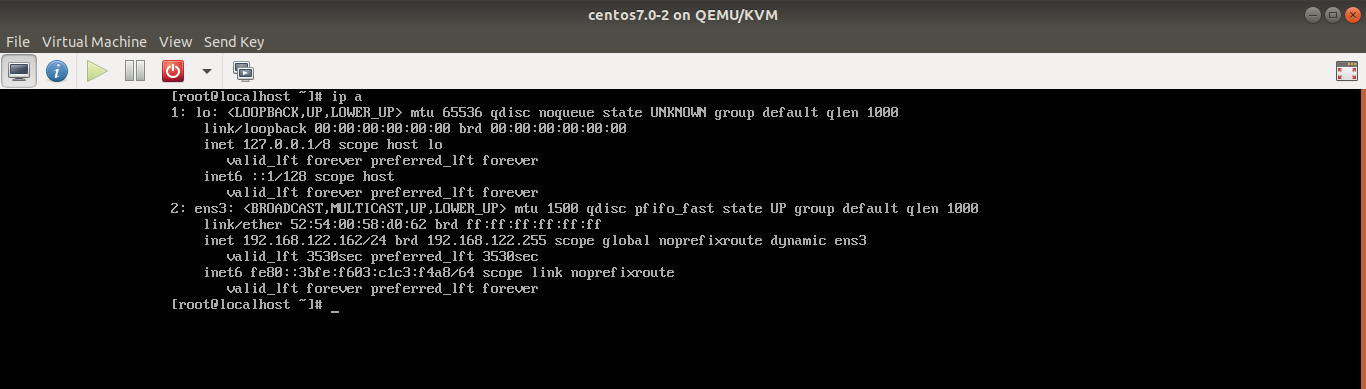 centos7.0-2 on QEMU/KVM
File Virtual Machine View Send Key
[root@localhost ~]# ip a
1: lo: <LOOPBACK,UP,LOWER_UP> mtu 65536 qdisc noqueue state UNKNOWN group default qlen 1000
    link/loopback 00:00:00:00:00:00 brd 00:00:00:00:00:00
    inet 127.0.0.1/8 scope host lo
       valid_lft forever preferred_lft forever
    inet6 ::1/128 scope host
       valid_lft forever preferred_lft forever
2: ens3: <BROADCAST,MULTICAST,UP,LOWER_UP> mtu 1500 qdisc pfifo_fast state UP group default qlen 1000
    link/ether 52:54:00:58:d0:62 brd ff:ff:ff:ff:ff:ff
    inet 192.168.122.162/24 brd 192.168.122.255 scope global noprefixroute dynamic ens3
       valid_lft 3530sec preferred_lft 3530sec
    inet6 fe80::3bfe:f603:c1c3:f4a8/64 scope link noprefixroute
       valid_lft forever preferred_lft forever
[root@localhost ~]# _